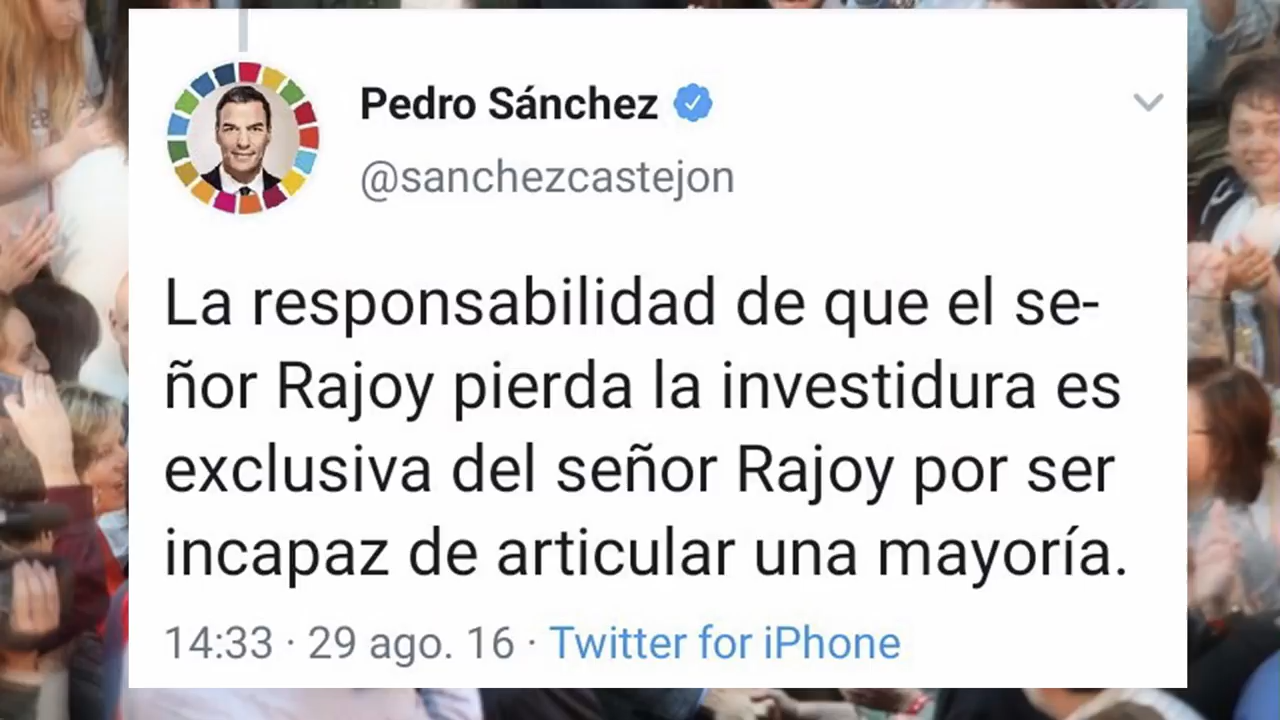 Pedro Sánchez
@sanchezcastejon
La responsabilidad de que el se-
ñor Rajoy pierda la investidura es
exclusiva del señor Rajoy por ser
incapaz de articular una mayoría.
14:33 · 29 ago. 16 · Twitter for iPhone